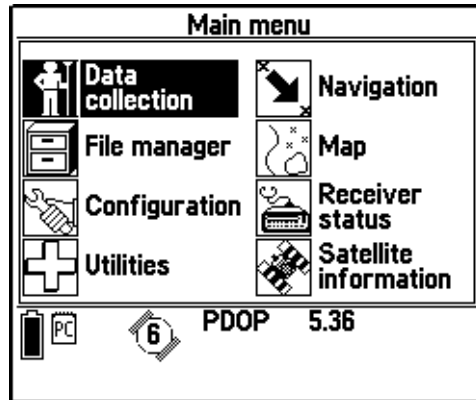 Main menu
Data
collection
Navigation
File manager
Map
Configuration
Receiver
status
Utilities
Satellite
information
PC
6
PDOP 5.36